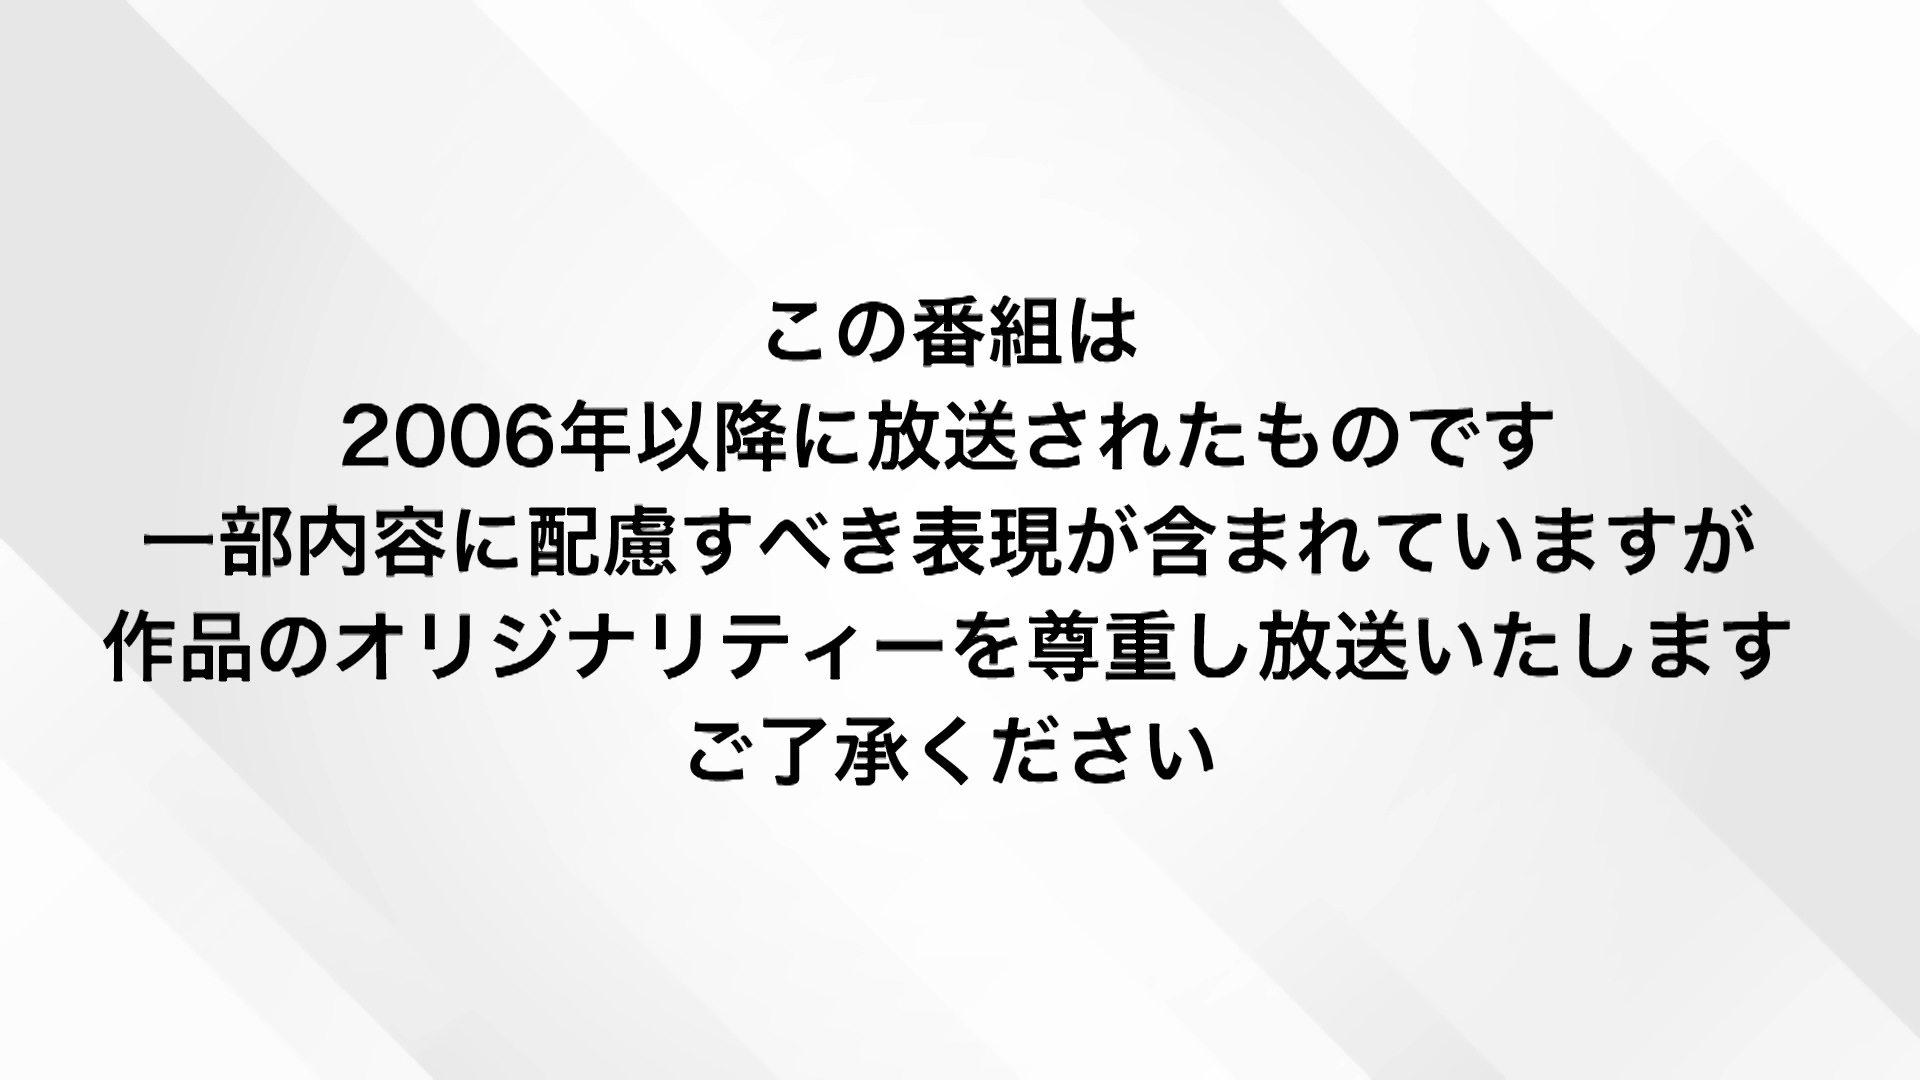 この番組は
2006年以降に放送されたものです
一部内容に配慮すべき表現が含まれていますが
作品のオリジナリティーを尊重し放送いたします
ご了承ください